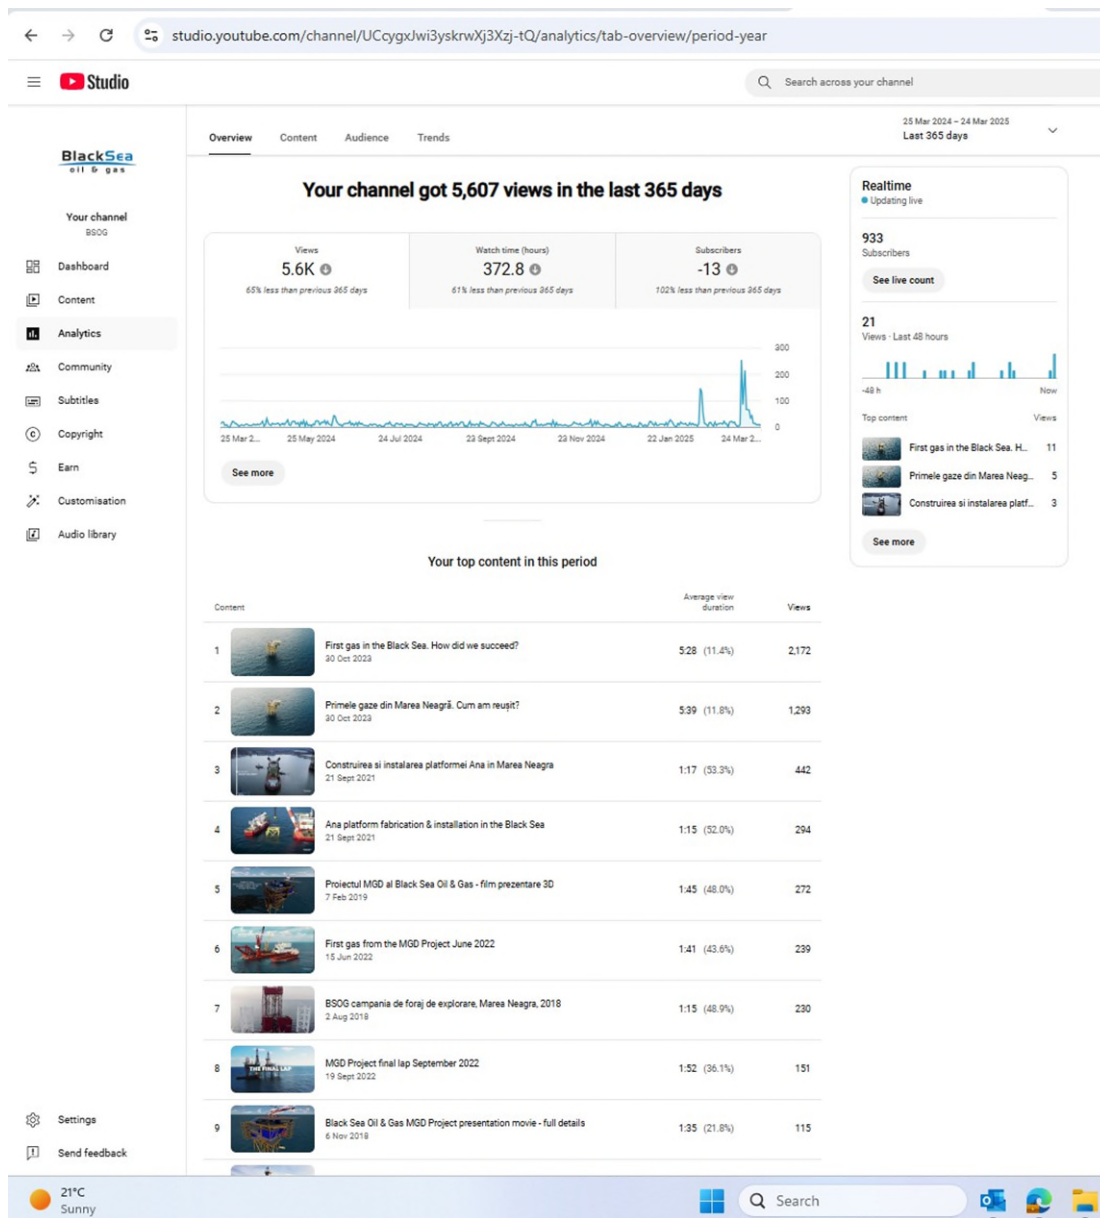 studio.youtube.com/channel/UCcygxJwi3yskrwXj3Xzj-tQ/analytics/tab-overview/period-year
Studio
Search across your channel
BlackSea
oil & gas
Your channel
BSOG
Dashboard
Content
Analytics
Community
Subtitles
Copyright
Earn
Customisation
Audio library
Settings
Send feedback
Overview Content Audience Trends
25 Mar 2024 – 24 Mar 2025
Last 365 days
Your channel got 5,607 views in the last 365 days
Views
5.6K
65% less than previous 365 days
Watch time (hours)
372.8
61% less than previous 365 days
Subscribers
-13
102% less than previous 365 days
300
200
100
0
25 Mar 2... 25 May 2024 24 Jul 2024 23 Sept 2024 23 Nov 2024 22 Jan 2025 24 Mar 2...
See more
Your top content in this period
Content Average view duration Views
1 First gas in the Black Sea. How did we succeed? 5:28 (11.4%) 2,172
30 Oct 2023
2 Primele gaze din Marea Neagră. Cum am reușit? 5:39 (11.8%) 1,293
30 Oct 2023
3 Construirea si instalarea platformei Ana in Marea Neagra 1:17 (53.3%) 442
21 Sept 2021
4 Ana platform fabrication & installation in the Black Sea 1:15 (52.0%) 294
21 Sept 2021
5 Proiectul MGD al Black Sea Oil & Gas - film prezentare 3D 1:45 (48.0%) 272
7 Feb 2019
6 First gas from the MGD Project June 2022 1:41 (43.6%) 239
15 Jun 2022
7 BSOG campania de foraj de explorare, Marea Neagra, 2018 1:15 (48.9%) 230
2 Aug 2018
8 THE FINAL LAP MGD Project final lap September 2022 1:52 (36.1%) 151
19 Sept 2022
9 Black Sea Oil & Gas MGD Project presentation movie - full details 1:35 (21.8%) 115
6 Nov 2018
Realtime
Updating live
933
Subscribers
See live count
21
Views · Last 48 hours
-48 h Now
Top content Views
First gas in the Black Sea. H... 11
Primele gaze din Marea Neag... 5
Construirea si instalarea platf... 3
See more
21°C
Sunny
Search